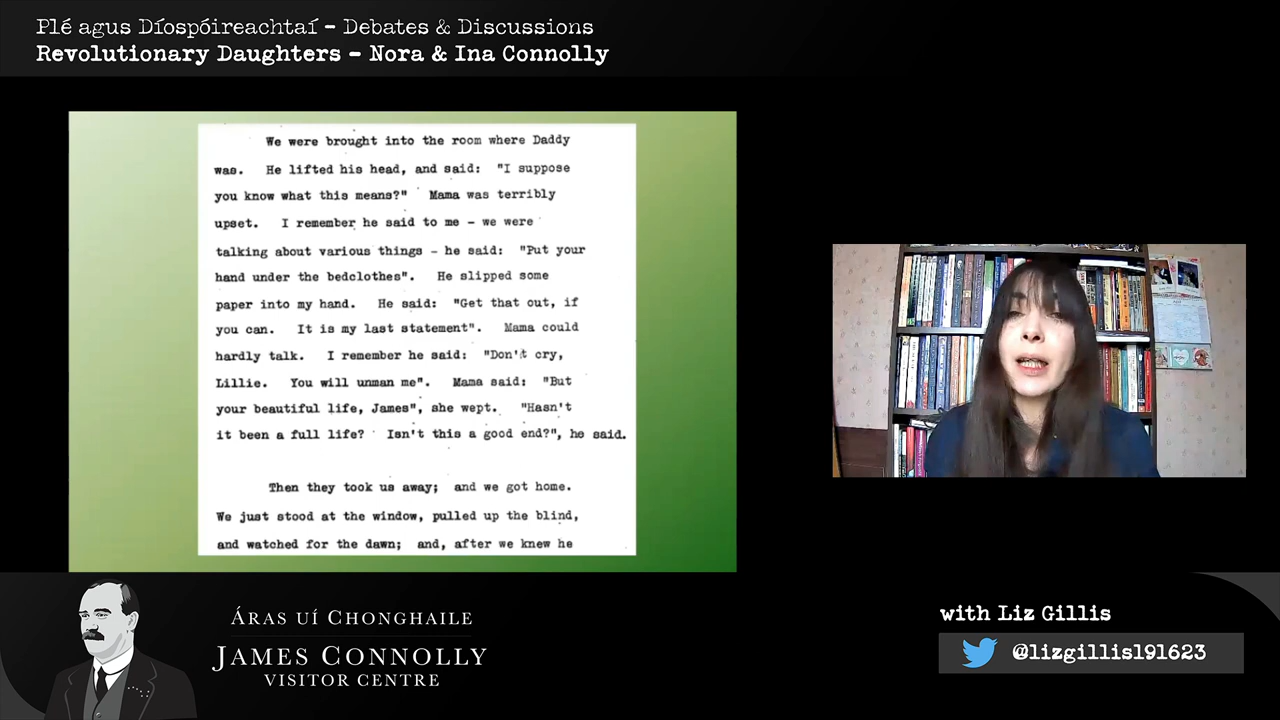 Plé agus Díospóireachtaí – Debates & Discussions
Revolutionary Daughters – Nora & Ina Connolly
We were brought into the room where Daddy
was. He lifted his head, and said: "I suppose
you know what this means?" Mama was terribly
upset. I remember he said to me - we were
talking about various things - he said: "Put your
hand under the bedclothes". He slipped some
paper into my hand. He said: "Get that out, if
you can. It is my last statement". Mama could
hardly talk. I remember he said: "Don't cry,
Lillie. You will unman me". Mama said: "But
your beautiful life, James", she wept. "Hasn't
it been a full life? Isn't this a good end?", he said.
Then they took us away; and we got home.
We just stood at the window, pulled up the blind,
and watched for the dawn; and, after we knew he
ÁRAS UÍ CHONGHAILE
JAMES CONNOLLY
VISITOR CENTRE
with Liz Gillis
@lizgillis191623